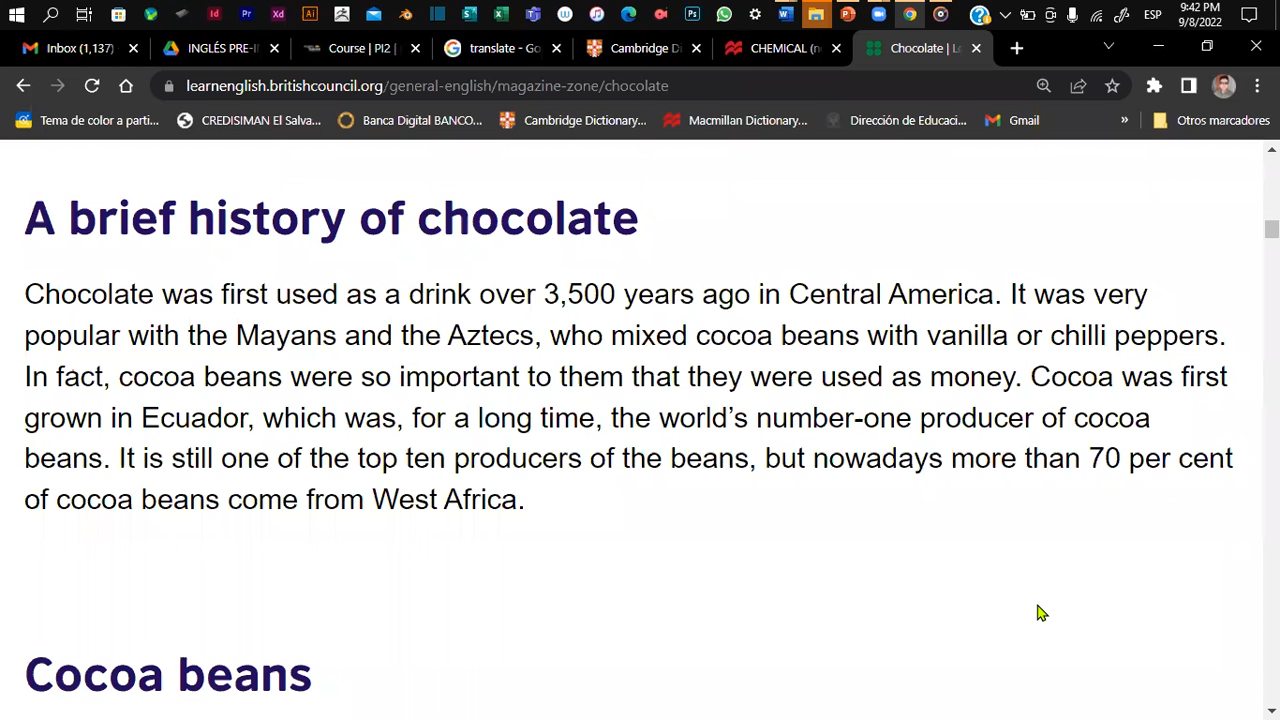 9:42 PM
ESP
9/8/2022
Inbox (1,137)
INGLÉS PRE-I
Course | PI2 |
translate - Go
Cambridge Di
CHEMICAL (n
Chocolate | L
learnenglish.britishcouncil.org/general-english/magazine-zone/chocolate
Tema de color a parti...
CREDISIMAN El Salva...
Banca Digital BANCO...
Cambridge Dictionary...
Macmillan Dictionary...
Dirección de Educaci...
Gmail
»
Otros marcadores
A brief history of chocolate
Chocolate was first used as a drink over 3,500 years ago in Central America. It was very
popular with the Mayans and the Aztecs, who mixed cocoa beans with vanilla or chilli peppers.
In fact, cocoa beans were so important to them that they were used as money. Cocoa was first
grown in Ecuador, which was, for a long time, the world’s number-one producer of cocoa
beans. It is still one of the top ten producers of the beans, but nowadays more than 70 per cent
of cocoa beans come from West Africa.
Cocoa beans